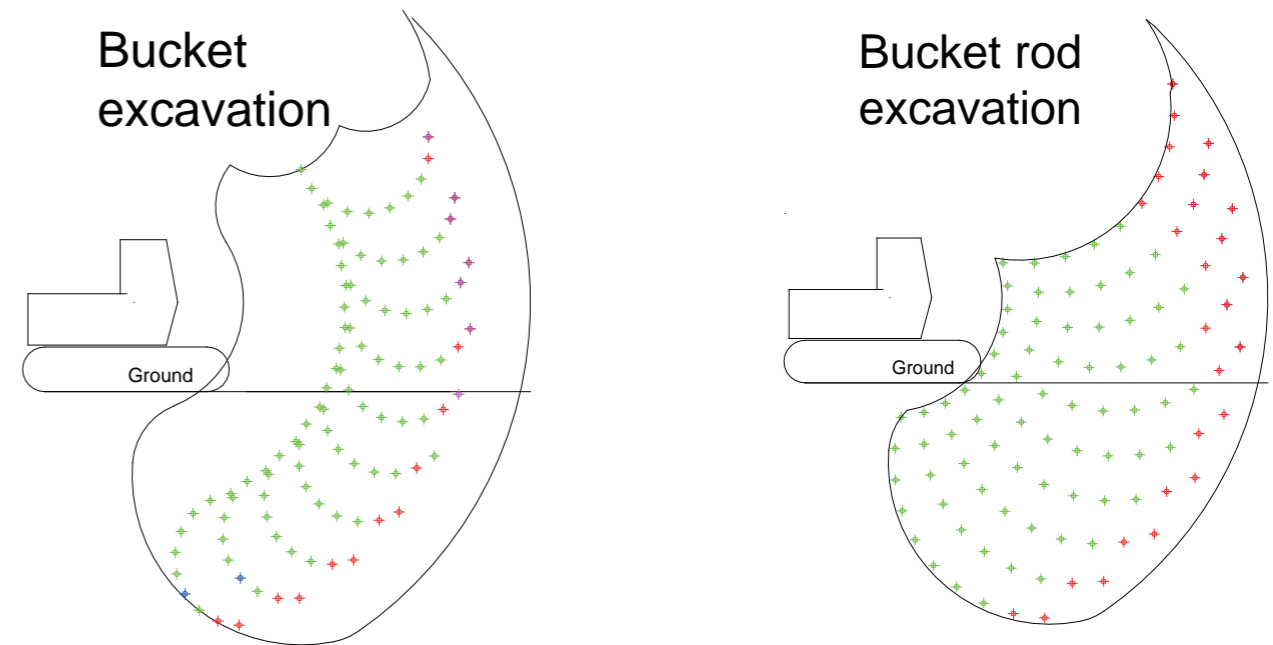 Bucket
excavation
Ground
Bucket rod
excavation
Ground